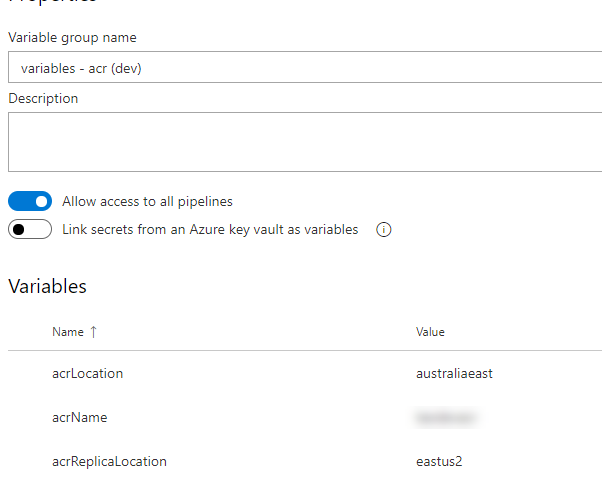 Properties
Variable group name
variables - acr (dev)
Description
Allow access to all pipelines
Link secrets from an Azure key vault as variables
Variables
Name ↑ Value
acrLocation australiaeast
acrName
acrReplicaLocation eastus2